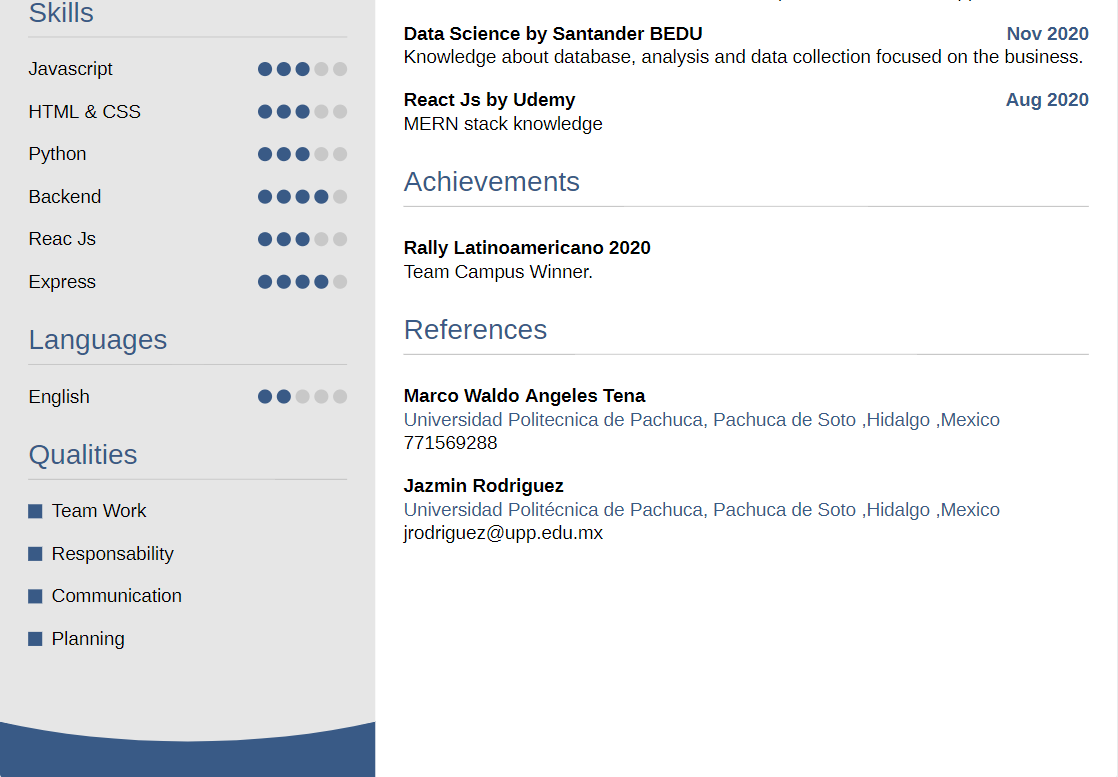 Skills
Javascript
HTML & CSS
Python
Backend
Reac Js
Express
Languages
English
Qualities
Team Work
Responsability
Communication
Planning
Data Science by Santander BEDU Nov 2020
Knowledge about database, analysis and data collection focused on the business.
React Js by Udemy Aug 2020
MERN stack knowledge
Achievements
Rally Latinoamericano 2020
Team Campus Winner.
References
Marco Waldo Angeles Tena
Universidad Politecnica de Pachuca, Pachuca de Soto ,Hidalgo ,Mexico
771569288
Jazmin Rodriguez
Universidad Politécnica de Pachuca, Pachuca de Soto ,Hidalgo ,Mexico
jrodriguez@upp.edu.mx